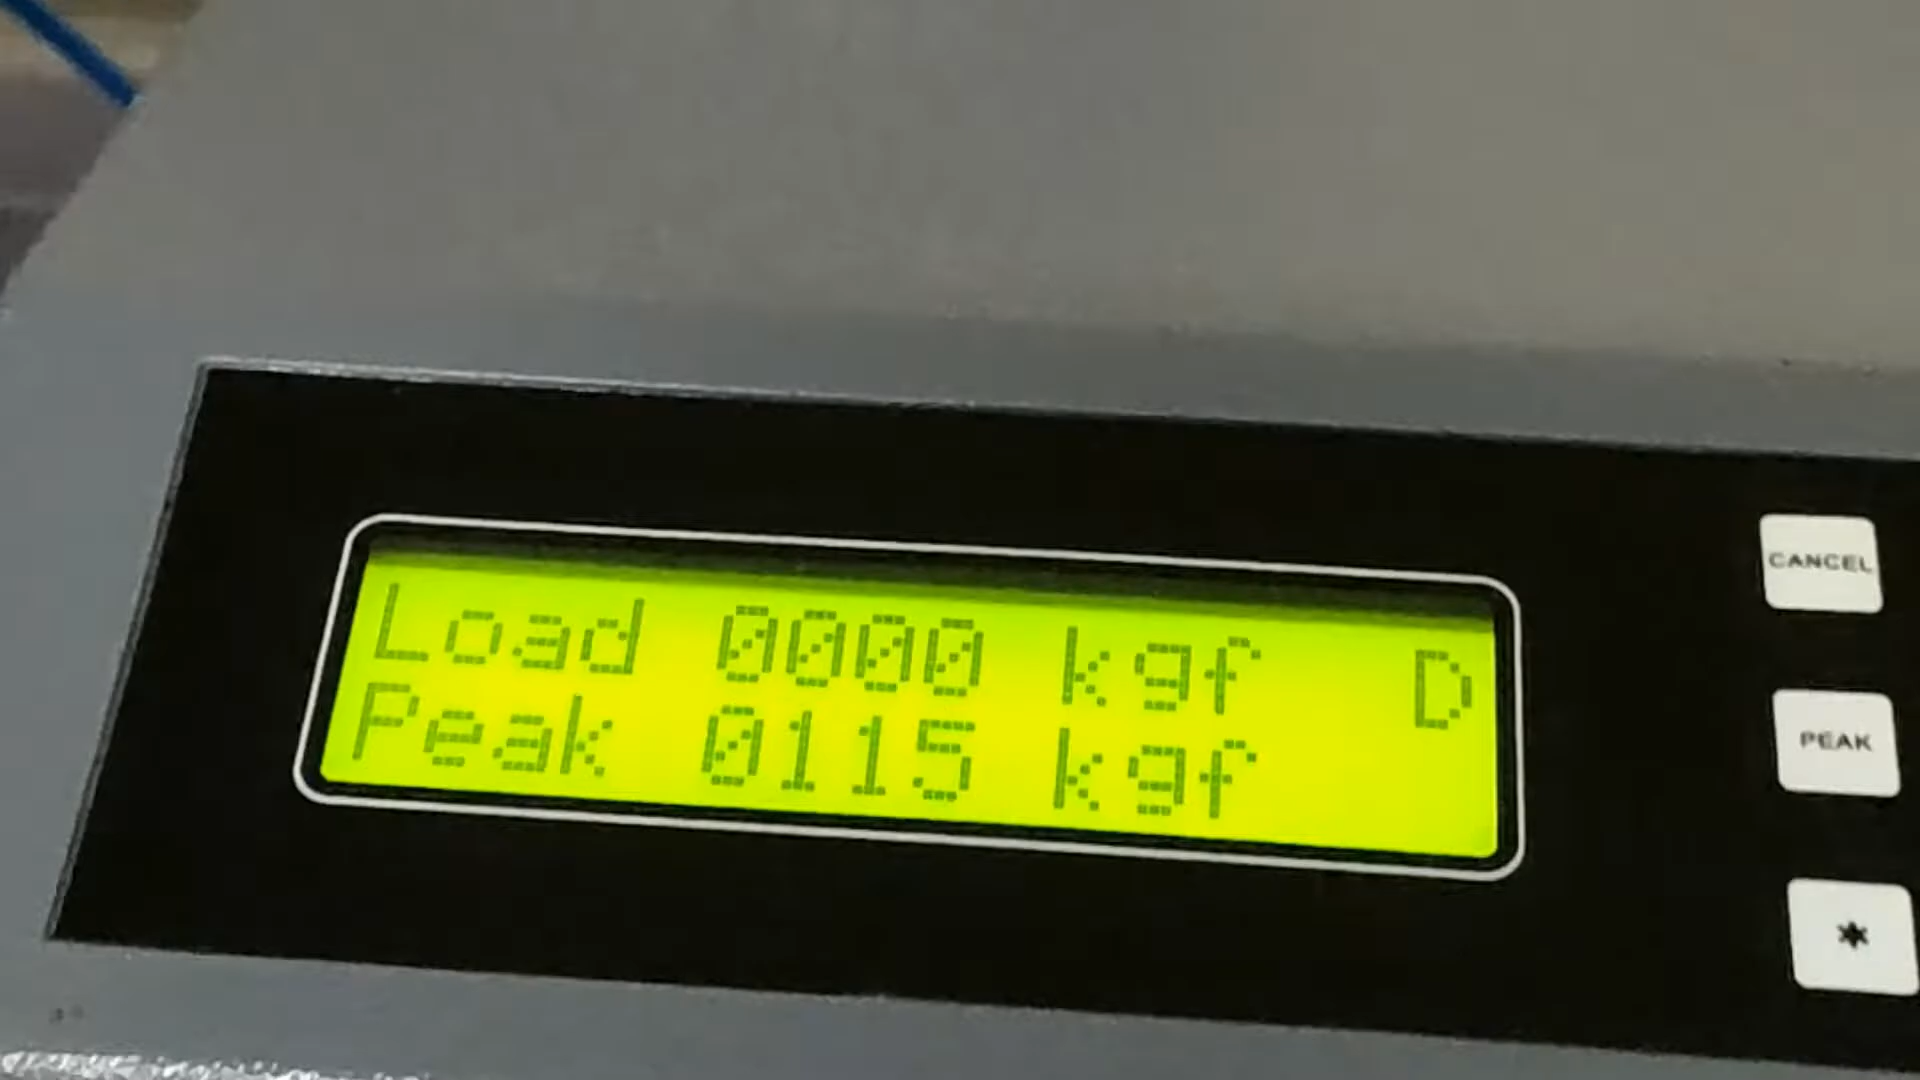 Load 0000 kgf D
Peak 0115 kgf
CANCEL
PEAK
*